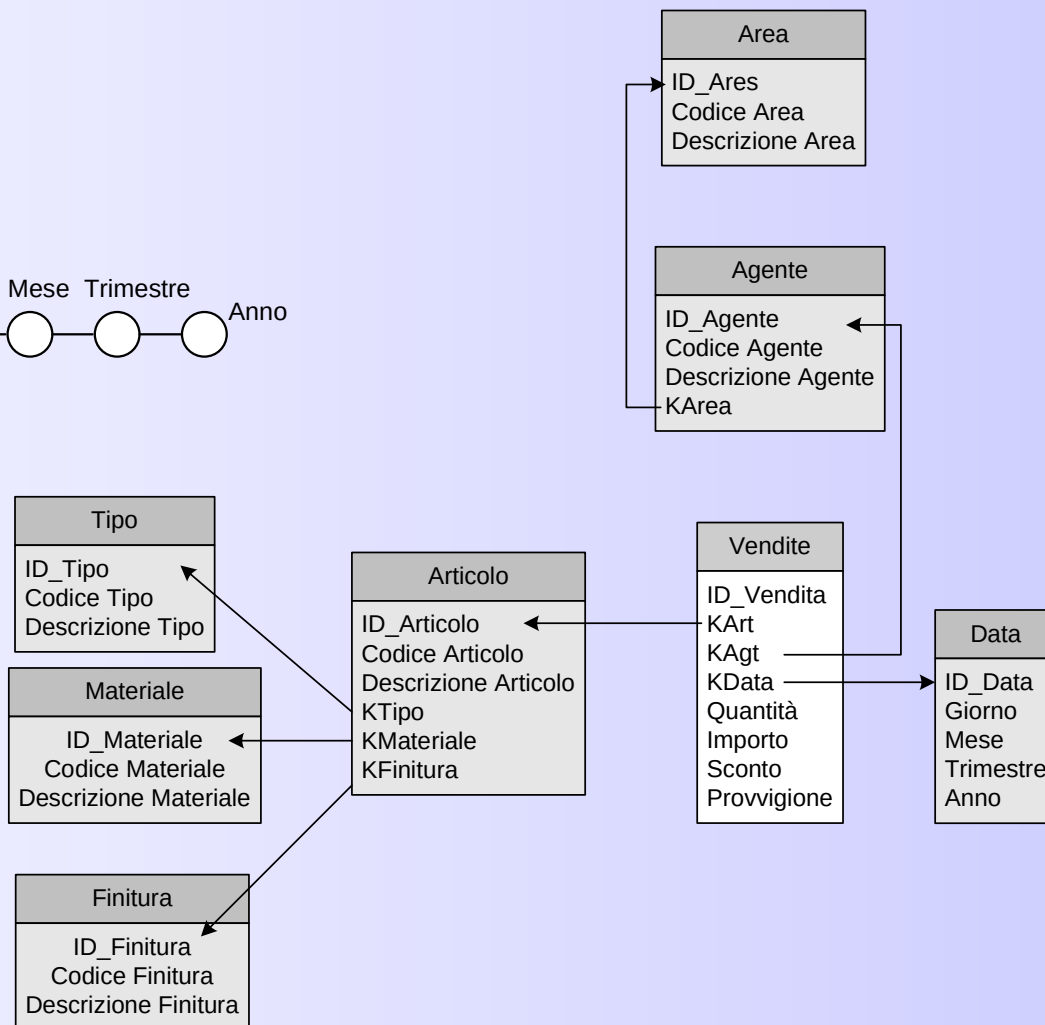 Area
ID_Ares
Codice Area
Descrizione Area
Agente
ID_Agente
Codice Agente
Descrizione Agente
KArea
Mese Trimestre
Anno
Tipo
ID_Tipo
Codice Tipo
Descrizione Tipo
Materiale
ID_Materiale
Codice Materiale
Descrizione Materiale
Finitura
ID_Finitura
Codice Finitura
Descrizione Finitura
Articolo
ID_Articolo
Codice Articolo
Descrizione Articolo
KTipo
KMateriale
KFinitura
Vendite
ID_Vendita
KArt
KAgt
KData
Quantità
Importo
Sconto
Provvigione
Data
ID_Data
Giorno
Mese
Trimestre
Anno